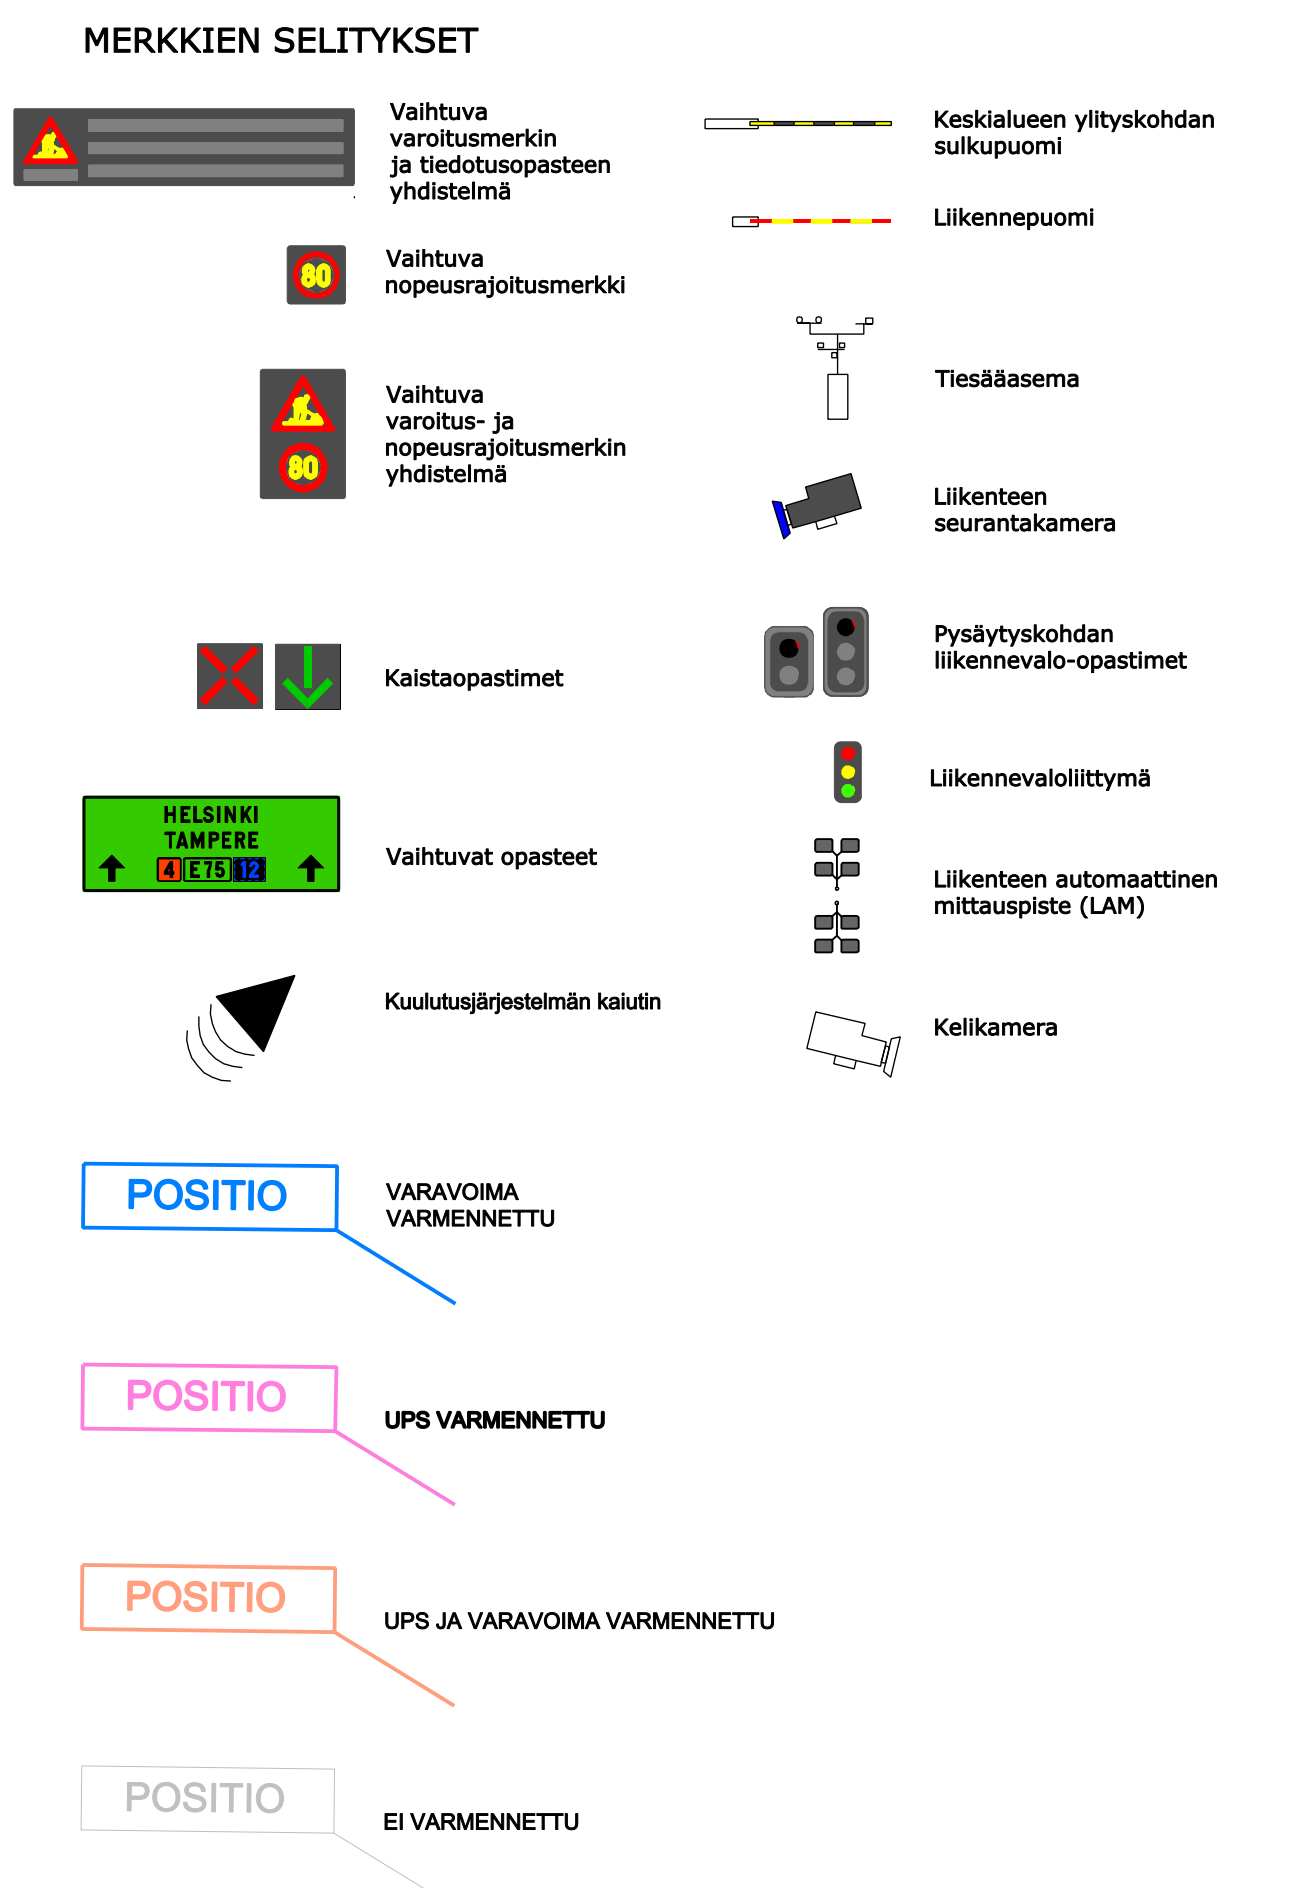 MERKKIEN SELITYKSET
Vaihtuva
varoitusmerkin
ja tiedotusopasteen
yhdistelmä
80
Vaihtuva
nopeusrajoitusmerkki
80
Vaihtuva
varoitus- ja
nopeusrajoitusmerkin
yhdistelmä
Kaistaopastimet
HELSINKI
TAMPERE
4 E75 12
Vaihtuvat opasteet
Kuulutusjärjestelmän kaiutin
Keskialueen ylityskohdan
sulkupuomi
Liikennepuomi
Tiesääasema
Liikenteen
seurantakamera
Pysäytyskohdan
liikennevalo-opastimet
Liikennevaloliittymä
Liikenteen automaattinen
mittauspiste (LAM)
Kelikamera
POSITIO
VARAVOIMA
VARMENNETTU
POSITIO
UPS VARMENNETTU
POSITIO
UPS JA VARAVOIMA VARMENNETTU
POSITIO
EI VARMENNETTU